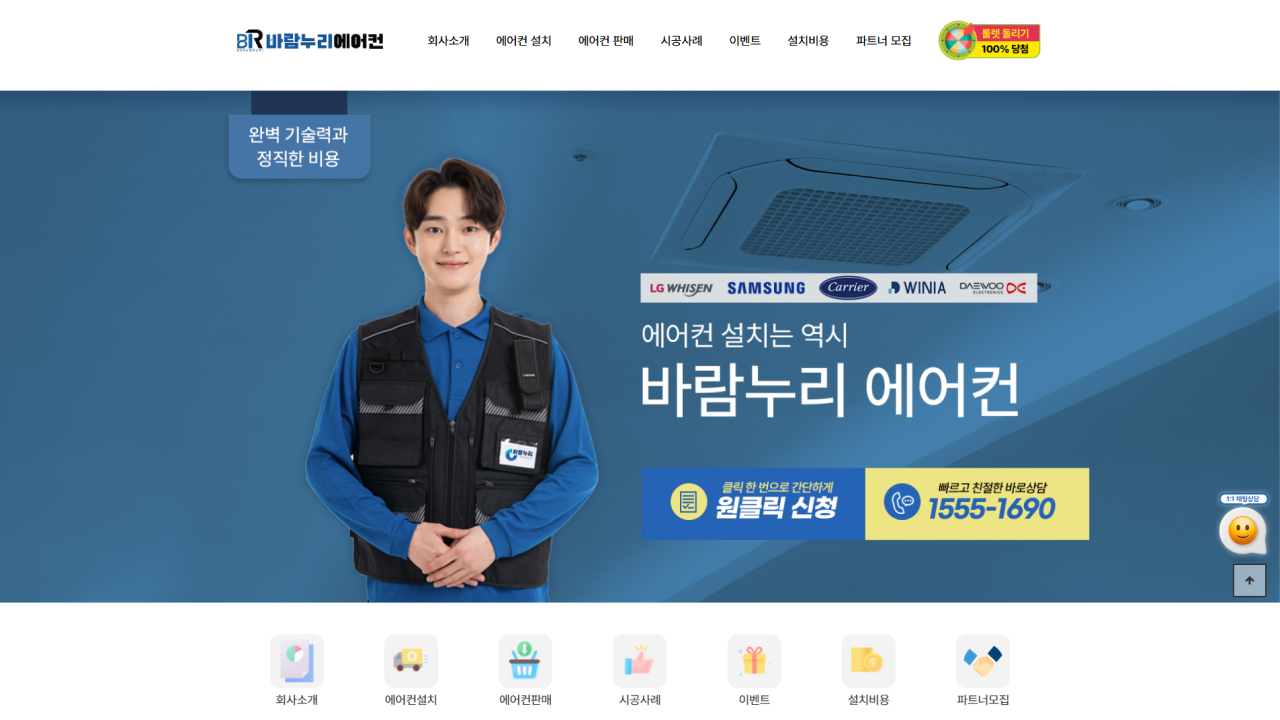 BR 바람누리에어컨
회사소개
에어컨 설치
에어컨 판매
시공사례
이벤트
설치비용
파트너 모집
룰렛 돌리기
100% 당첨
완벽 기술력과
정직한 비용
LG WHISEN
SAMSUNG
Carrier
WINIA
DAEWOO
ELECTRONICS
에어컨 설치는 역시
바람누리 에어컨
바람누리
클릭 한 번으로 간단하게
원클릭 신청
빠르고 친절한 바로상담
1555-1690
1:1 채팅상담
회사소개
에어컨설치
에어컨판매
시공사례
이벤트
설치비용
파트너모집